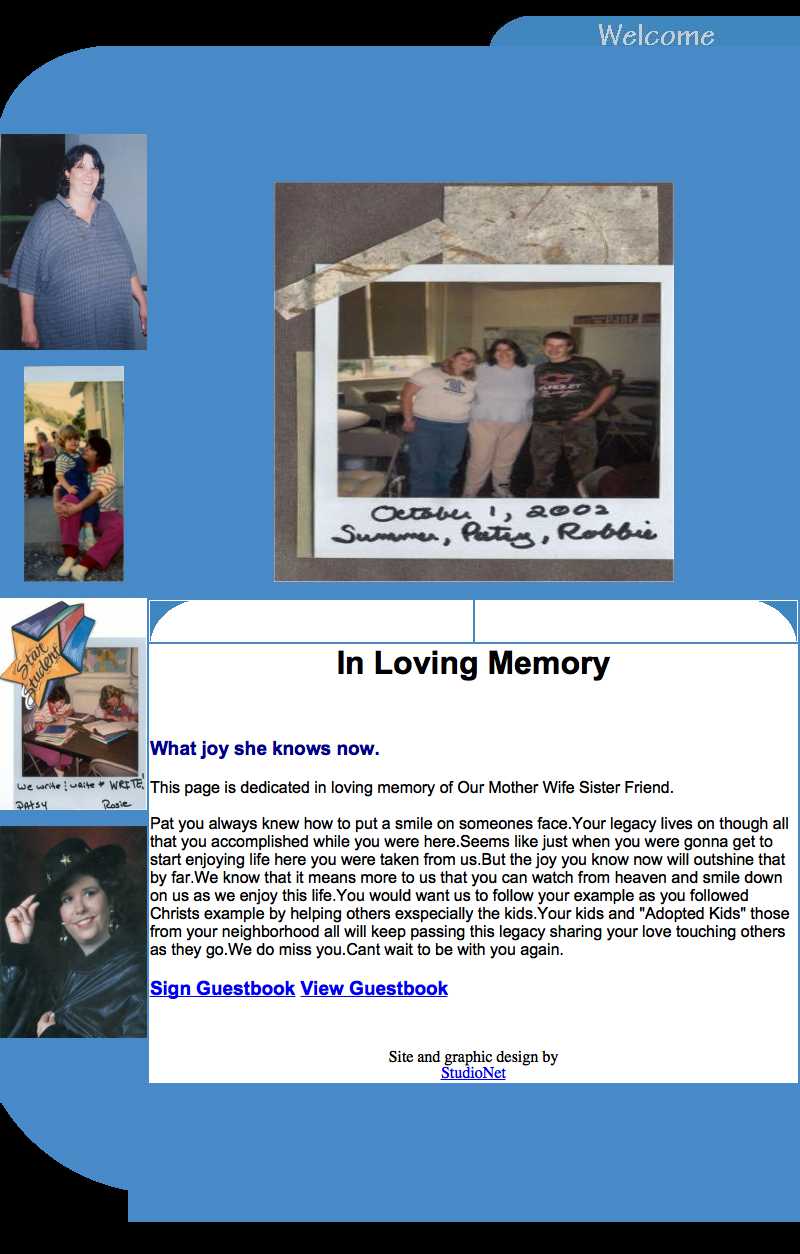 Welcome
October 1, 2002
Summer, Patsy, Robbie
Star
Student
We write & write & WRITE!
PATSY Rosie
In Loving Memory
What joy she knows now.
This page is dedicated in loving memory of Our Mother Wife Sister Friend.
Pat you always knew how to put a smile on someones face.Your legacy lives on though all
that you accomplished while you were here.Seems like just when you were gonna get to
start enjoying life here you were taken from us.But the joy you know now will outshine that
by far.We know that it means more to us that you can watch from heaven and smile down
on us as we enjoy this life.You would want us to follow your example as you followed
Christs example by helping others exspecially the kids.Your kids and "Adopted Kids" those
from your neighborhood all will keep passing this legacy sharing your love touching others
as they go.We do miss you.Cant wait to be with you again.
Sign Guestbook View Guestbook
Site and graphic design by
StudioNet